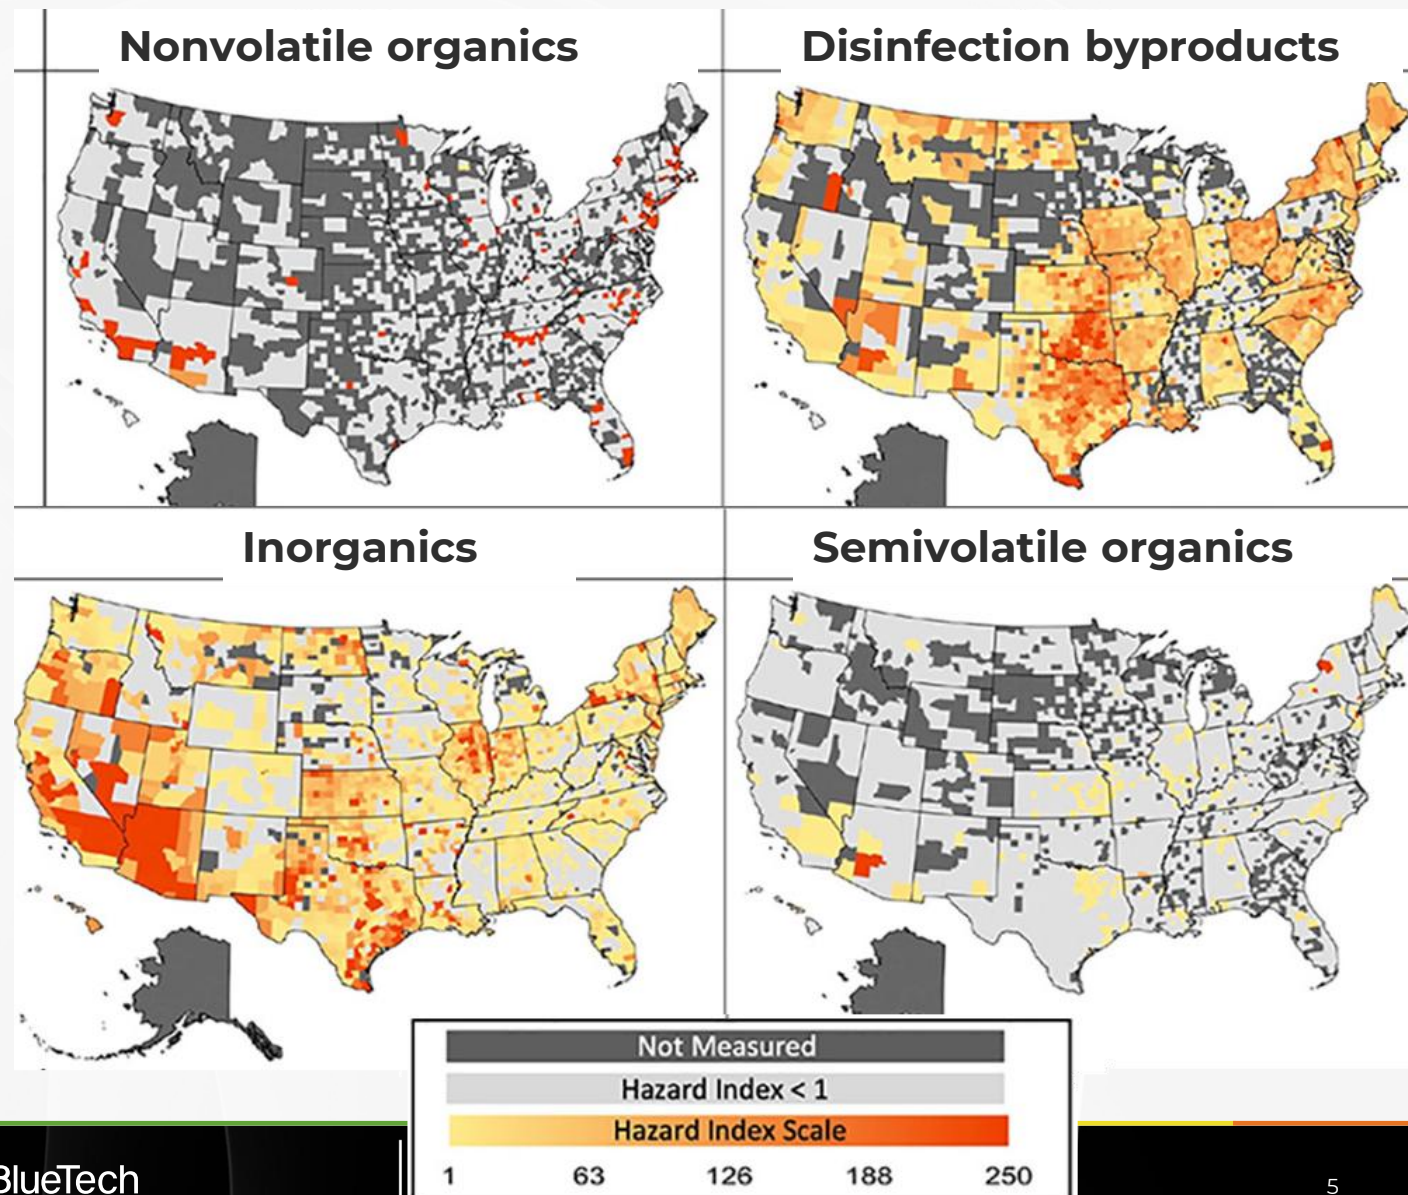 Nonvolatile organics
Disinfection byproducts
Inorganics
Semivolatile organics
Not Measured
Hazard Index < 1
Hazard Index Scale
1 63 126 188 250
BlueTech
5